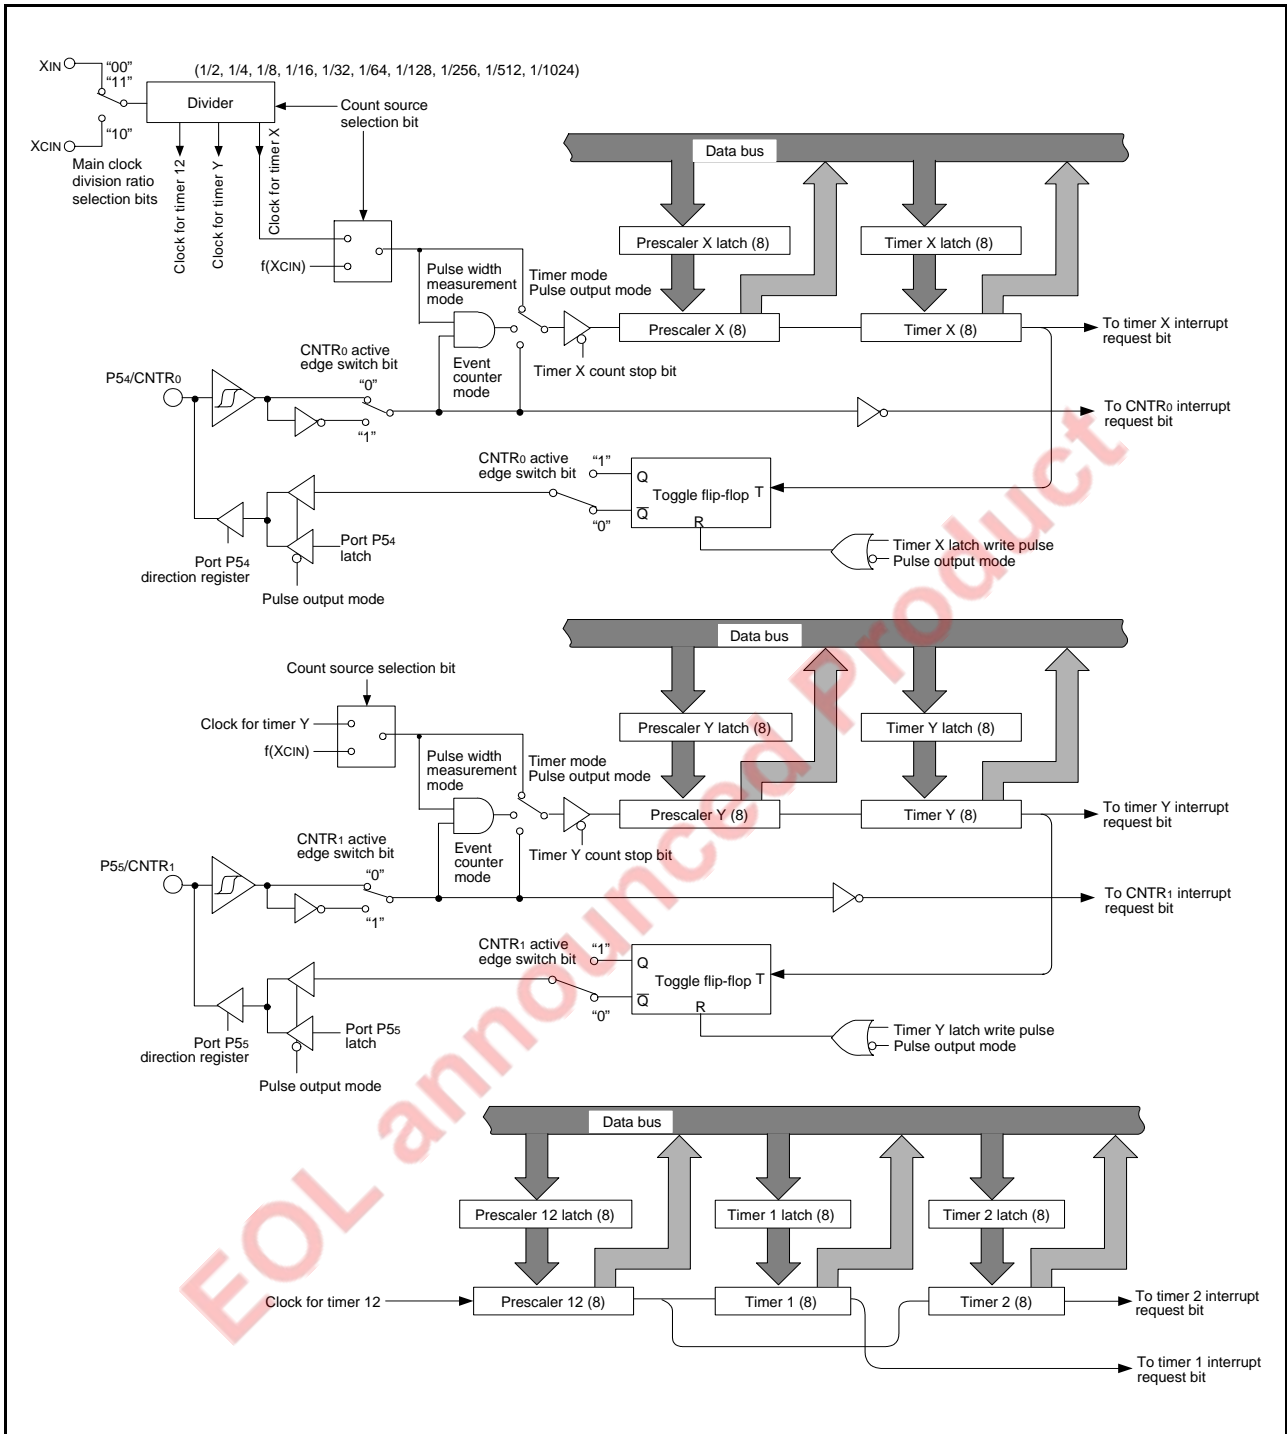 XIN
"00"
"11"
(1/2, 1/4, 1/8, 1/16, 1/32, 1/64, 1/128, 1/256, 1/512, 1/1024)
Divider
Count source
selection bit
XCIN
"10"
Main clock
division ratio
selection bits
Clock for timer 12
Clock for timer Y
Clock for timer X
Data bus
Prescaler X latch (8)
Timer X latch (8)
f(XCIN)
Pulse width
measurement
mode
Timer mode
Pulse output mode
Prescaler X (8)
Timer X (8)
To timer X interrupt
request bit
CNTR0 active
edge switch bit
Event
counter
mode
Timer X count stop bit
P54/CNTR0
"0"
"1"
To CNTR0 interrupt
request bit
CNTR0 active
edge switch bit
"1"
Q
Toggle flip-flop
T
"0"
Q
R
Port P54
latch
Port P54
direction register
Timer X latch write pulse
Pulse output mode
Pulse output mode
Data bus
Count source selection bit
Clock for timer Y
f(XCIN)
Prescaler Y latch (8)
Timer Y latch (8)
Pulse width
measurement
mode
Timer mode
Pulse output mode
Prescaler Y (8)
Timer Y (8)
To timer Y interrupt
request bit
CNTR1 active
edge switch bit
Event
counter
mode
Timer Y count stop bit
P55/CNTR1
"0"
"1"
To CNTR1 interrupt
request bit
CNTR1 active
edge switch bit
"1"
Q
Toggle flip-flop
T
"0"
Q
R
Port P55
latch
Port P55
direction register
Timer Y latch write pulse
Pulse output mode
Pulse output mode
Data bus
Prescaler 12 latch (8)
Timer 1 latch (8)
Timer 2 latch (8)
Clock for timer 12
Prescaler 12 (8)
Timer 1 (8)
Timer 2 (8)
To timer 2 interrupt
request bit
To timer 1 interrupt
request bit
EOL announced Product